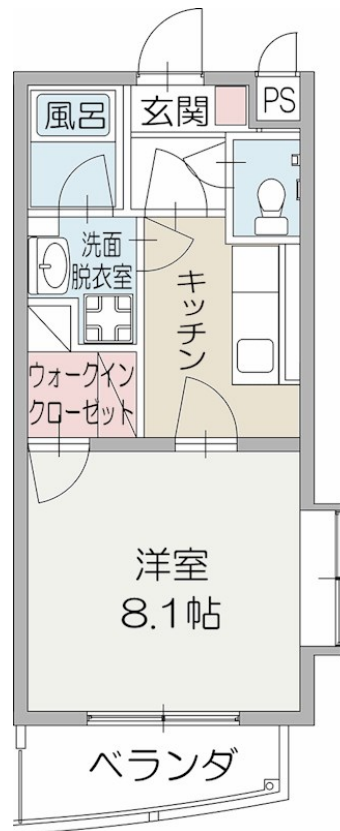 風呂
玄関
PS
洗面
脱衣室
キッチン
ウォークイン
クローゼット
洋室
8.1帖
ベランダ